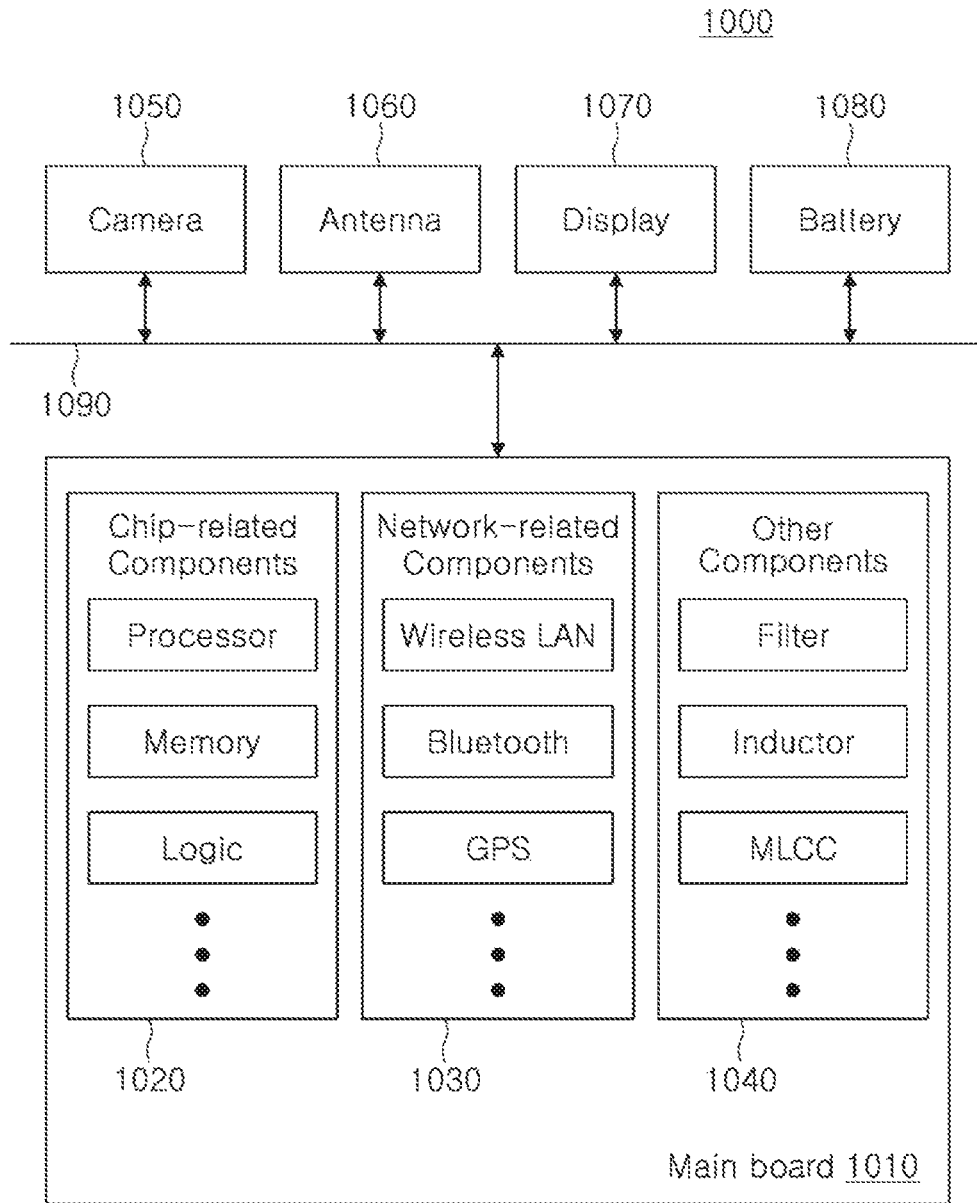 1000
1050
1060
1070
1080
Camera
Antenna
Display
Battery
1090
Chip-related
Components
Network-related
Components
Other
Components
Processor
Wireless LAN
Filter
Memory
Bluetooth
Inductor
Logic
GPS
MLCC
1020
1030
1040
Main board 1010